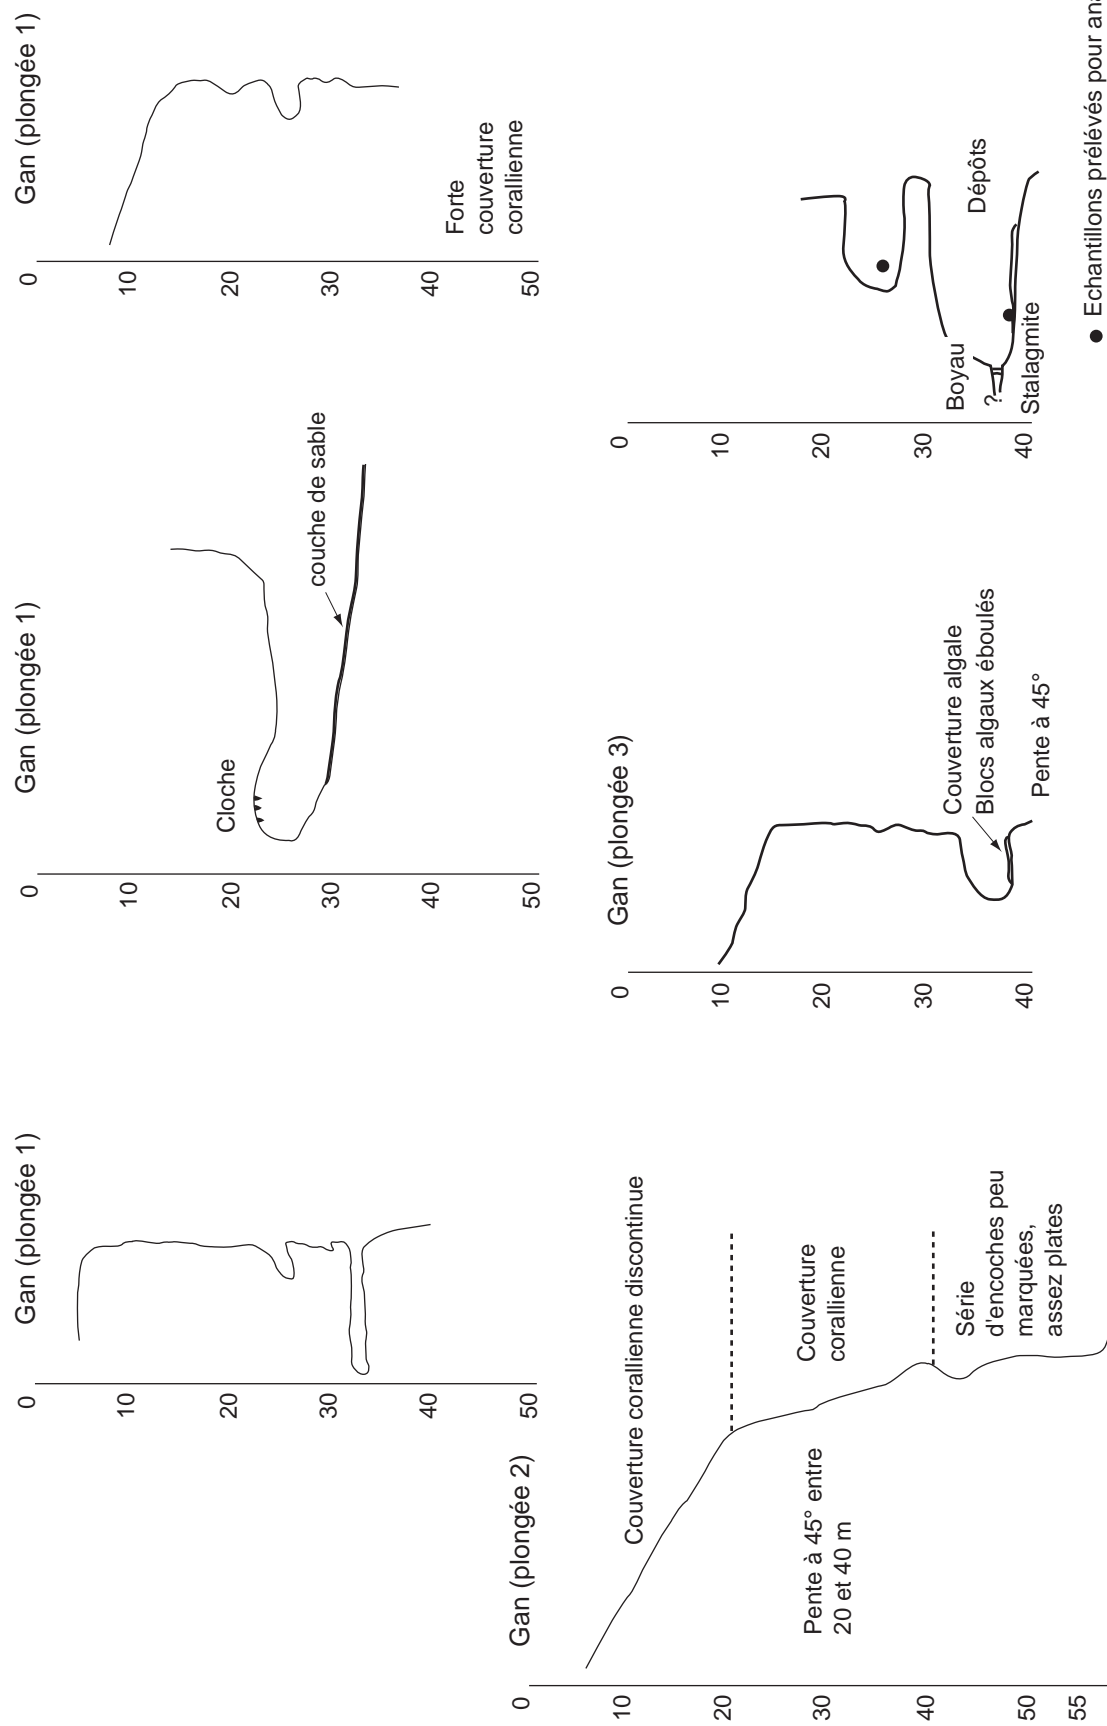 Gan (plongée 1)
0
10
20
30
40
50
Gan (plongée 1)
0
10
20
30
40
50
Cloche
couche de sable
Gan (plongée 1)
0
10
20
30
40
50
Forte
couverture
corallienne
Gan (plongée 2)
0
10
20
30
40
50
55
Couverture corallienne discontinue
Pente à 45° entre
20 et 40 m
Couverture
corallienne
Série
d'encoches peu
marquées,
assez plates
Gan (plongée 3)
0
10
20
30
40
Couverture algale
Blocs algaux éboulés
Pente à 45°
0
10
20
30
40
Boyau
?
Stalagmite
Dépôts
● Echantillons prélévés pour